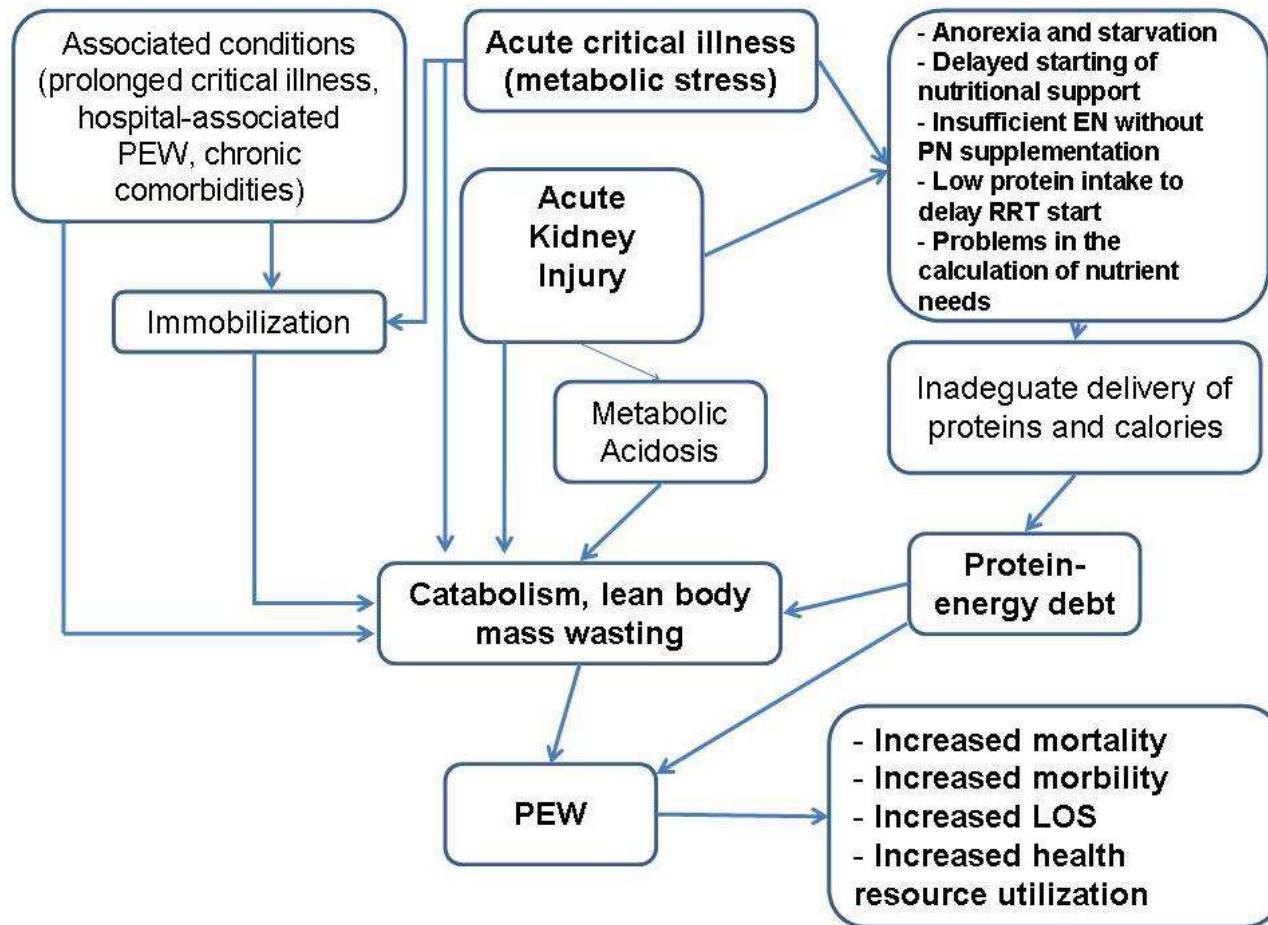 Associated conditions
(prolonged critical illness,
hospital-associated
PEW, chronic
comorbidities)
Acute critical illness
(metabolic stress)
- Anorexia and starvation
- Delayed starting of
nutritional support
- Insufficient EN without
PN supplementation
- Low protein intake to
delay RRT start
- Problems in the
calculation of nutrient
needs
Acute
Kidney
Injury
Immobilization
Metabolic
Acidosis
Inadequate delivery of
proteins and calories
Protein-
energy debt
Catabolism, lean body
mass wasting
PEW
- Increased mortality
- Increased morbility
- Increased LOS
- Increased health
resource utilization